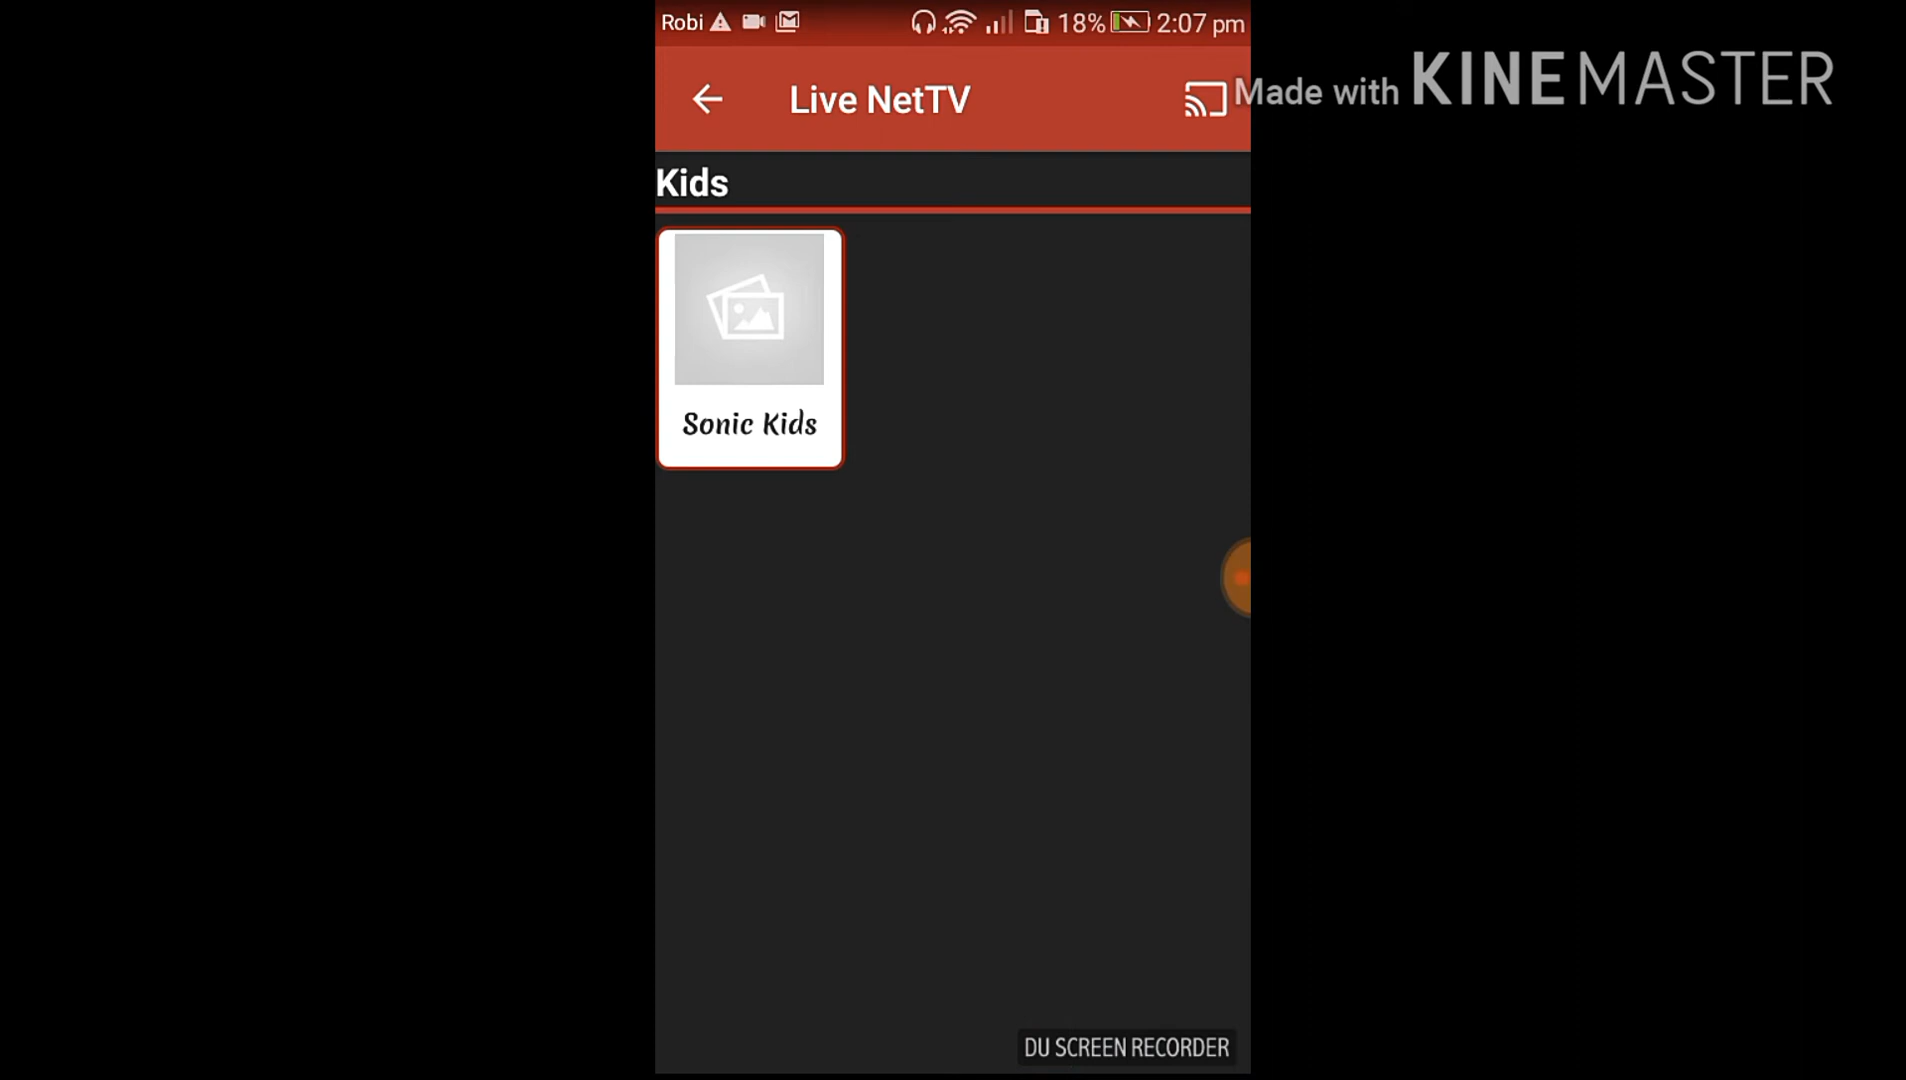 Robi 18% 2:07 pm
Live NetTV
Made with KINEMASTER
Kids
Sonic Kids
DU SCREEN RECORDER